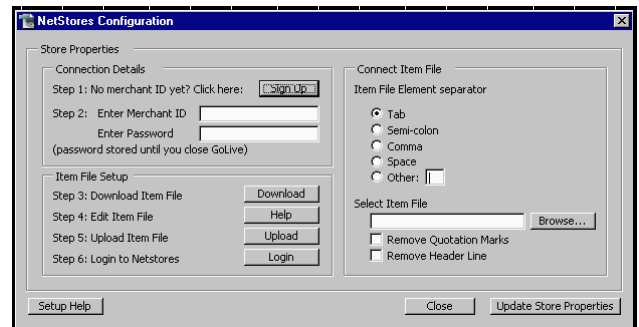 NetStores Configuration
Store Properties
Connection Details
Step 1: No merchant ID yet? Click here: Sign Up
Step 2: Enter Merchant ID
Enter Password
(password stored until you close GoLive)
Item File Setup
Step 3: Download Item File Download
Step 4: Edit Item File Help
Step 5: Upload Item File Upload
Step 6: Login to Netstores Login
Connect Item File
Item File Element separator
Tab
Semi-colon
Comma
Space
Other:
Select Item File
Browse...
Remove Quotation Marks
Remove Header Line
Setup Help Close Update Store Properties